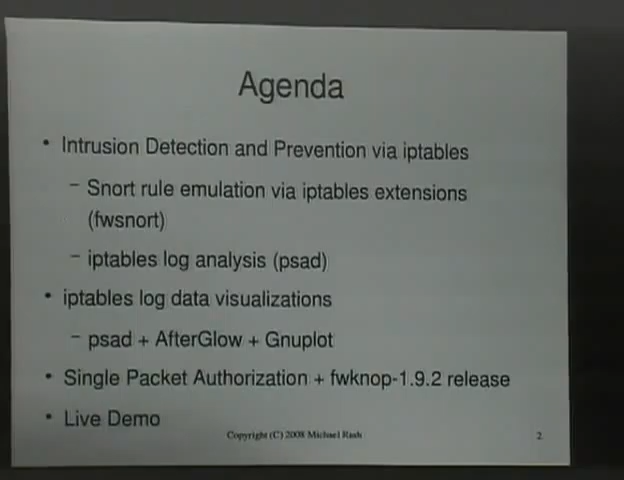 Agenda
• Intrusion Detection and Prevention via iptables
– Snort rule emulation via iptables extensions
(fwsnort)
– iptables log analysis (psad)
• iptables log data visualizations
– psad + AfterGlow + Gnuplot
• Single Packet Authorization + fwknop-1.9.2 release
• Live Demo
Copyright (C) 2008 Michael Rash
2